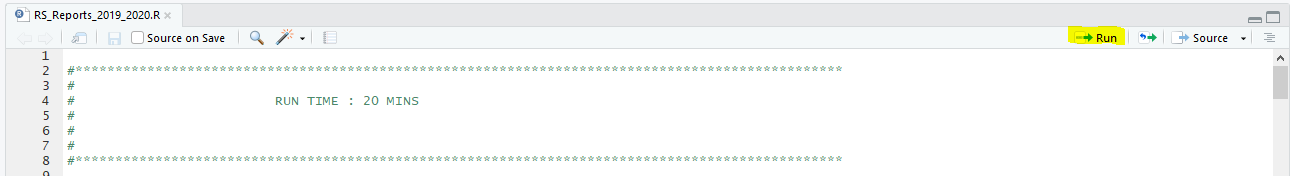 RS_Reports_2019_2020.R
Source on Save Run Source
1
2 #************************************************************************************************
3 #
4 # RUN TIME : 20 MINS
5 #
6 #
7 #
8 #************************************************************************************************
9